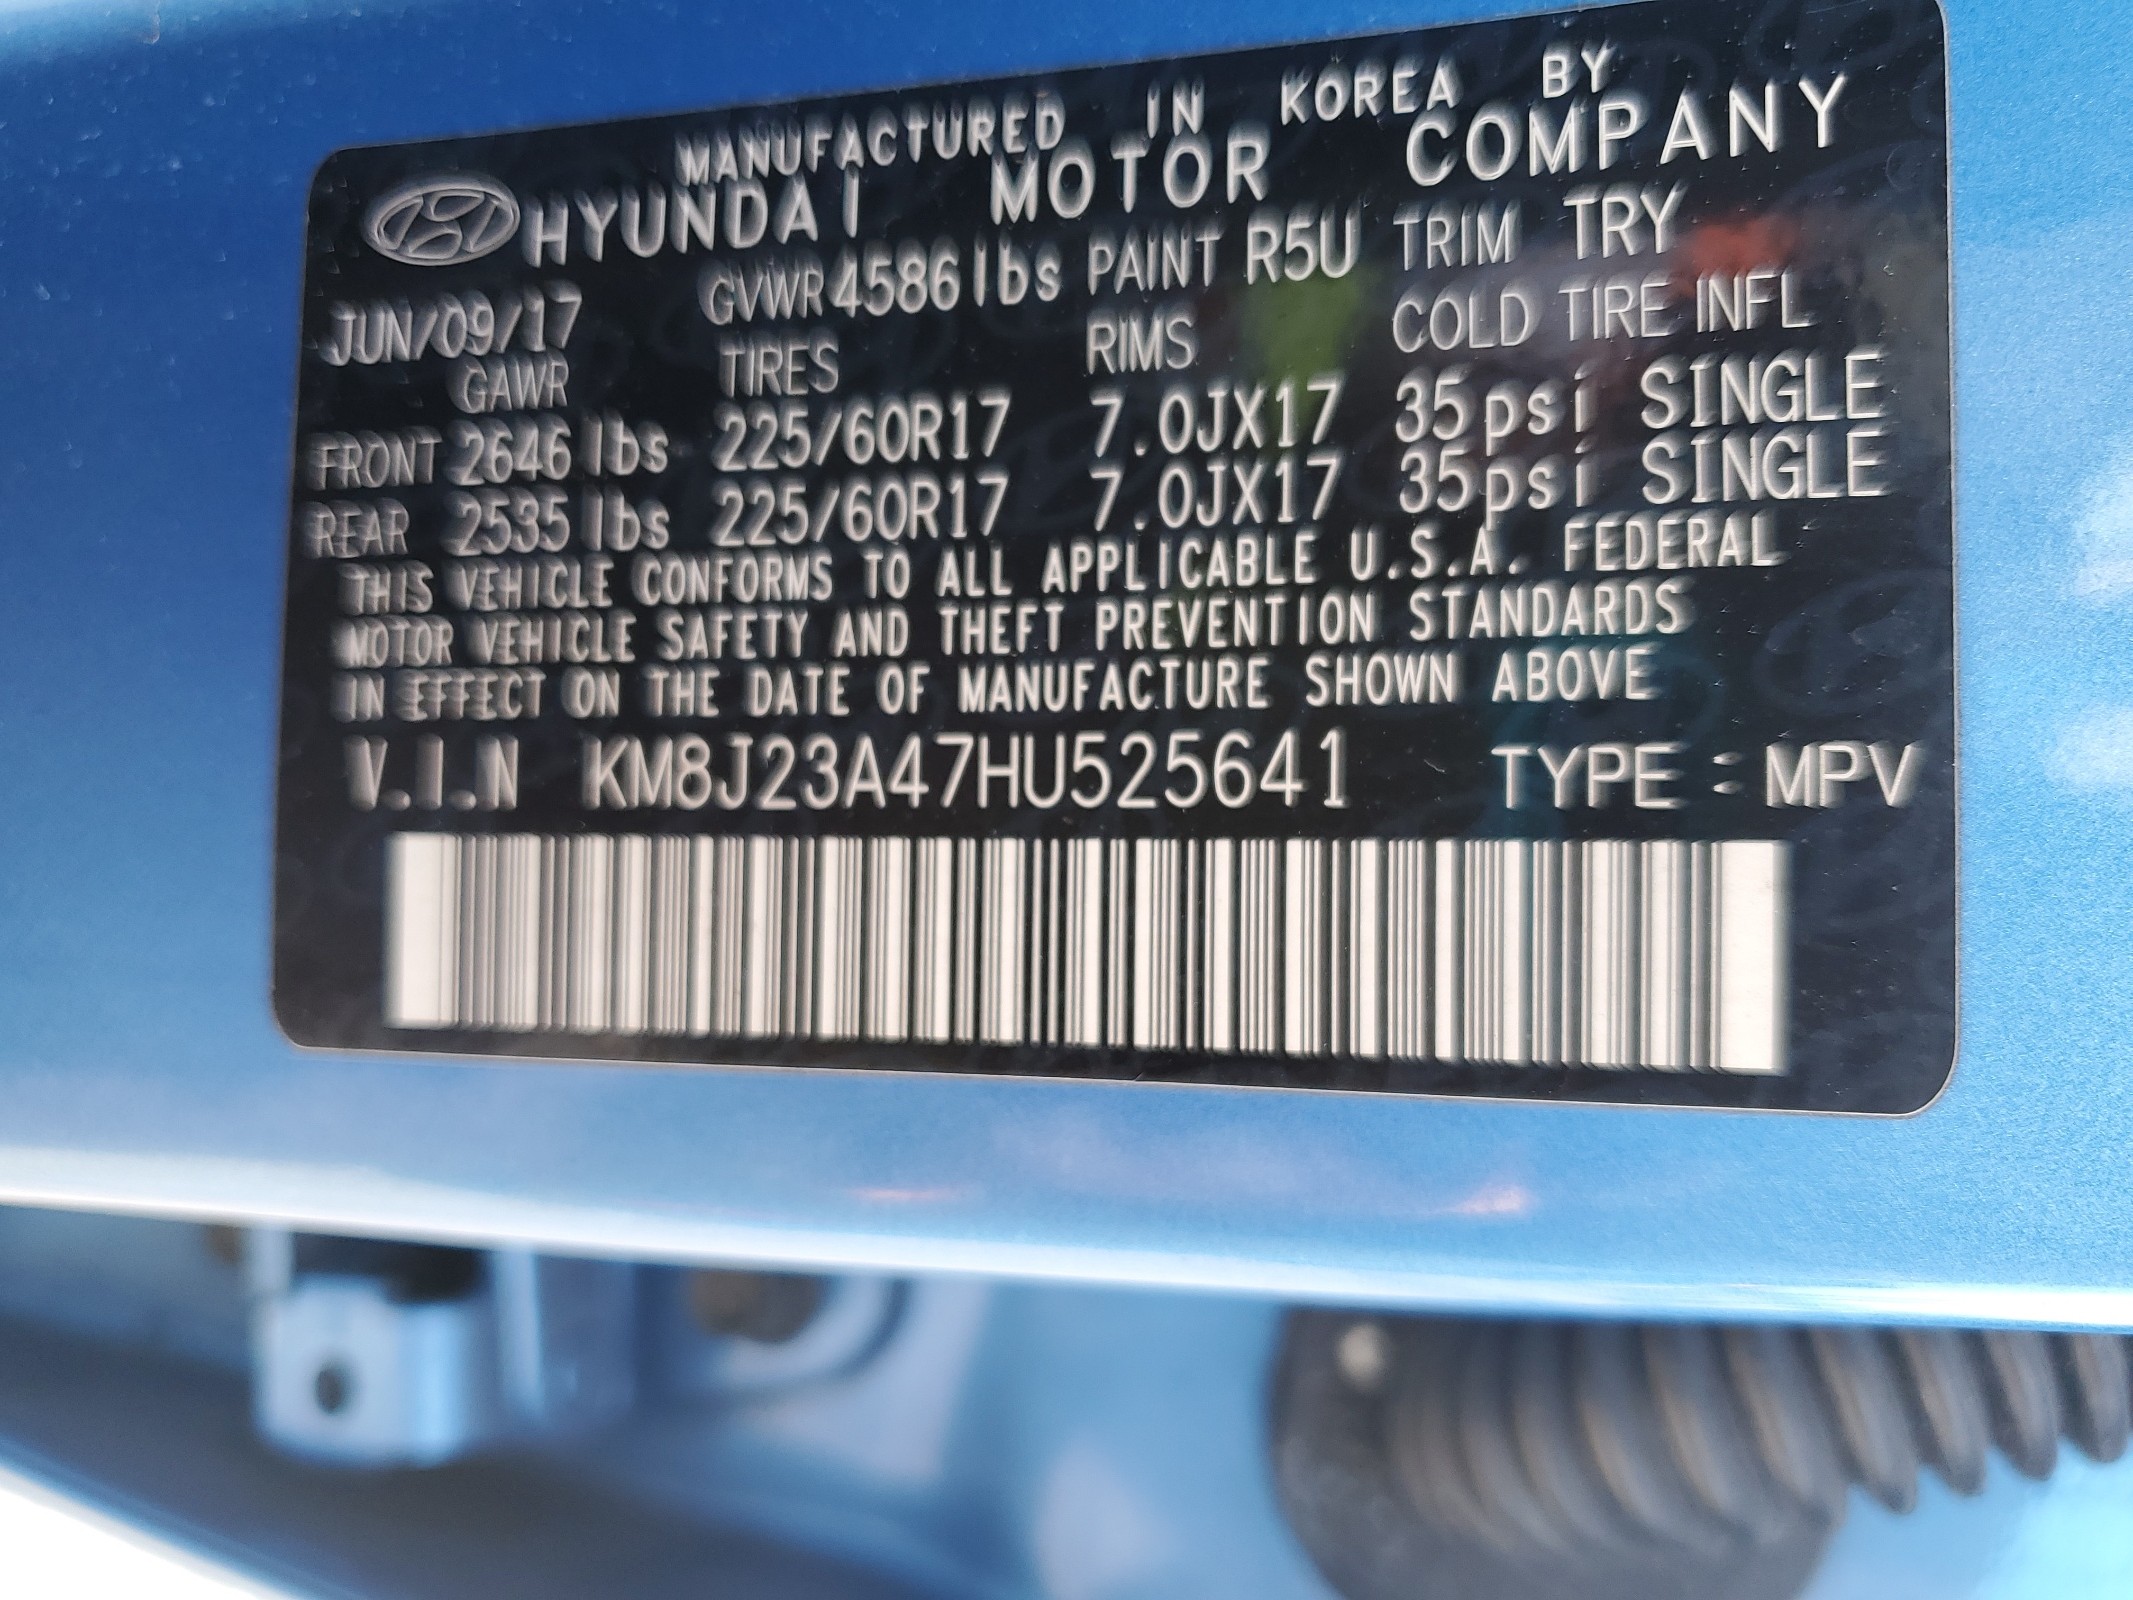 MANUFACTURED IN KOREA BY
HYUNDAI MOTOR COMPANY
JUN/09/17 GVWR 4586 lbs PAINT R5U TRIM TRY
GAWR TIRES RIMS COLD TIRE INFL
FRONT 2646 lbs 225/60R17 7.0JX17 35psi SINGLE
REAR 2535 lbs 225/60R17 7.0JX17 35psi SINGLE
THIS VEHICLE CONFORMS TO ALL APPLICABLE U.S.A. FEDERAL
MOTOR VEHICLE SAFETY AND THEFT PREVENTION STANDARDS
IN EFFECT ON THE DATE OF MANUFACTURE SHOWN ABOVE
V.I.N KM8J23A47HU525641 TYPE : MPV